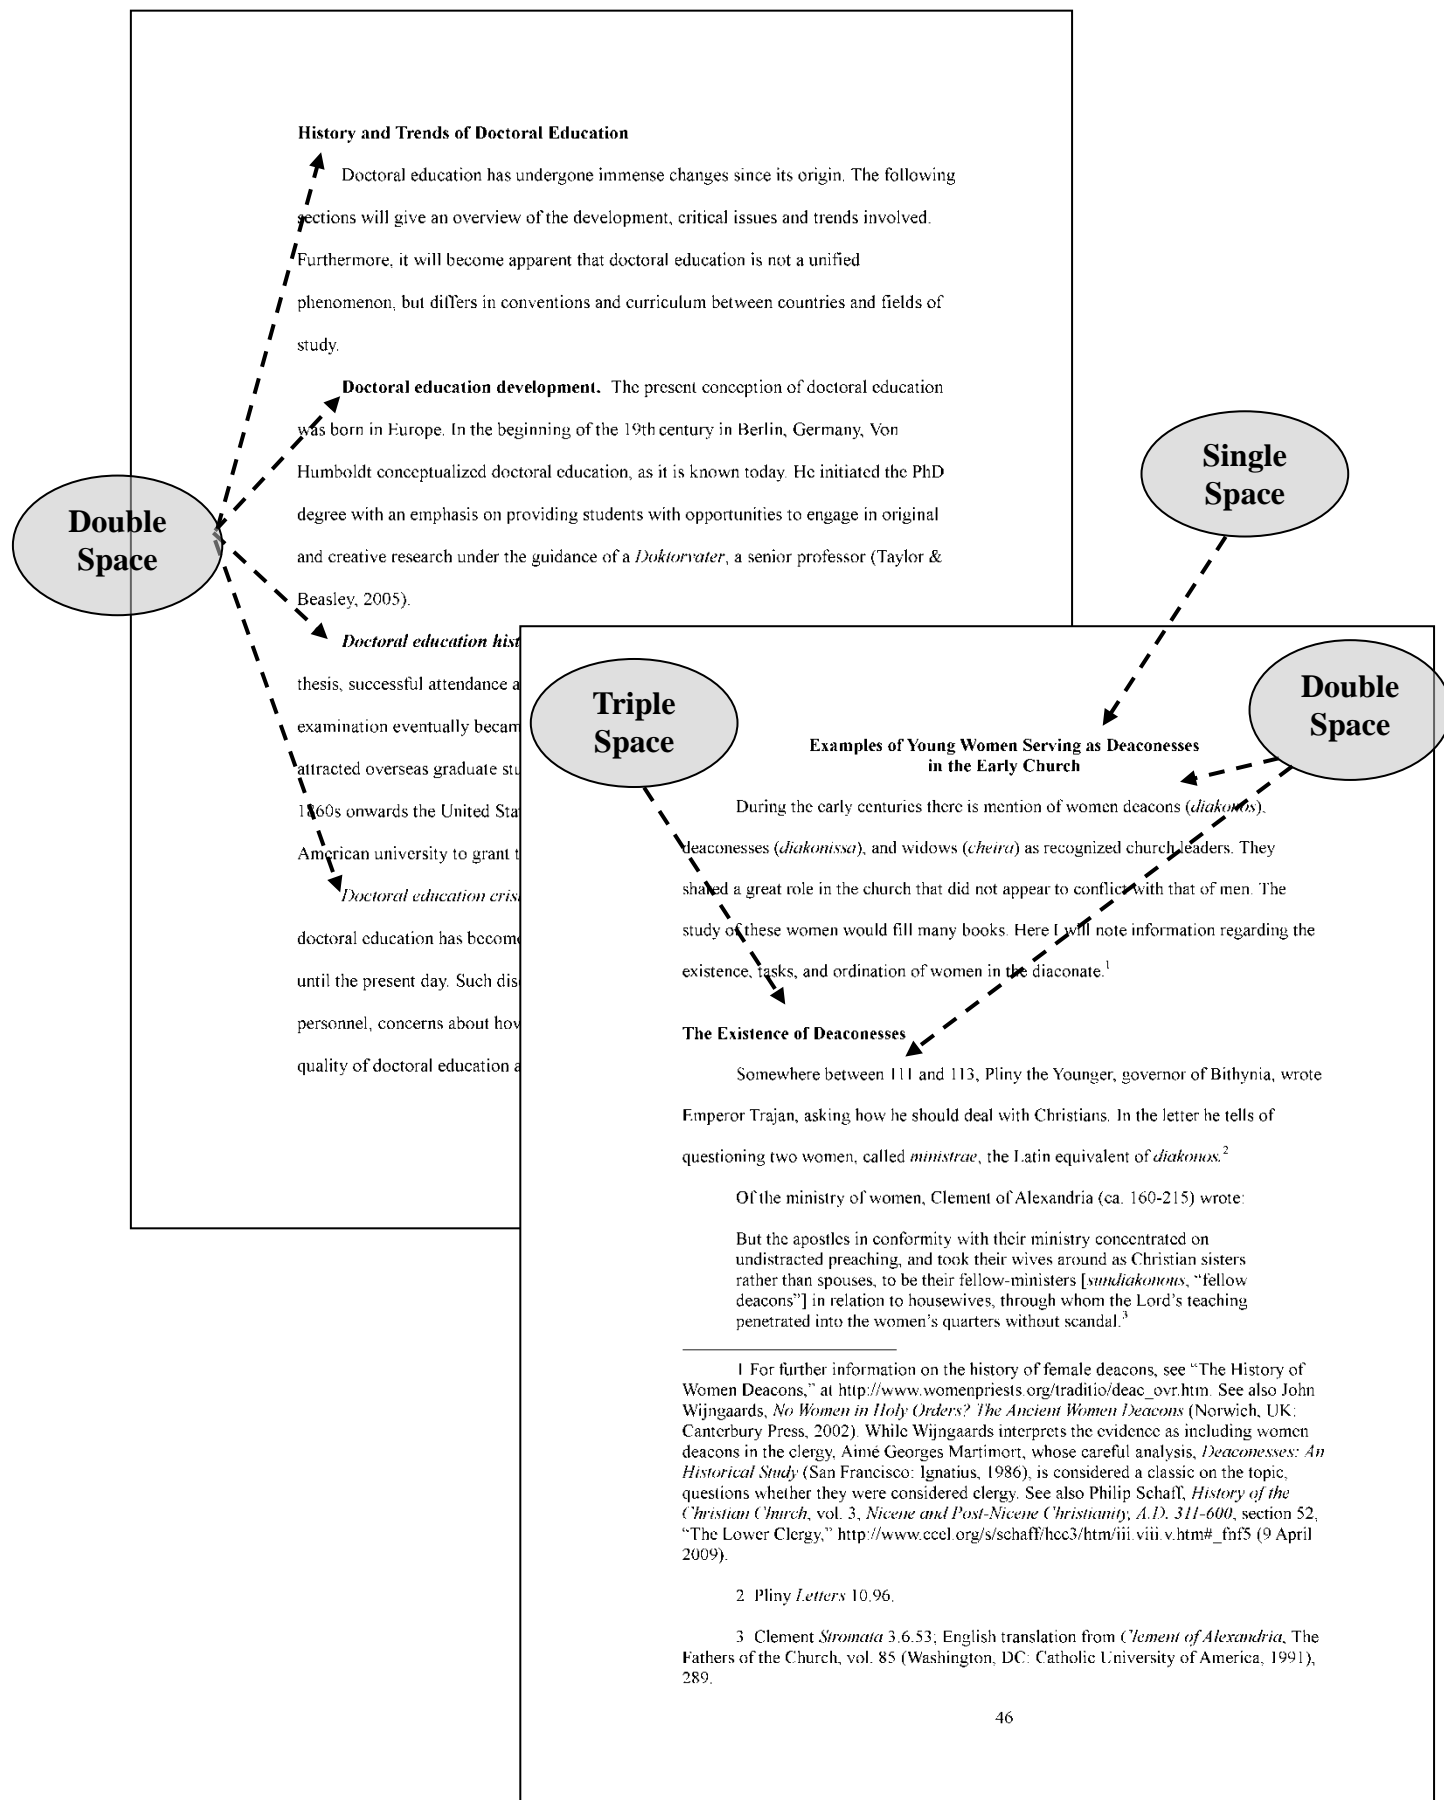 History and Trends of Doctoral Education
Doctoral education has undergone immense changes since its origin. The following
sections will give an overview of the development, critical issues and trends involved.
Furthermore, it will become apparent that doctoral education is not a unified
phenomenon, but differs in conventions and curriculum between countries and fields of
study.
Doctoral education development. The present conception of doctoral education
was born in Europe. In the beginning of the 19th century in Berlin, Germany, Von
Humboldt conceptualized doctoral education, as it is known today. He initiated the PhD
degree with an emphasis on providing students with opportunities to engage in original
and creative research under the guidance of a Doktorvater, a senior professor (Taylor &
Beasley, 2005).
Doctoral education hist
thesis, successful attendance a
examination eventually becam
attracted overseas graduate stu
1860s onwards the United Sta
American university to grant t
Doctoral education cris
doctoral education has become
until the present day. Such dis
personnel, concerns about how
quality of doctoral education a
Double
Space
Single
Space
Triple
Space
Double
Space
Examples of Young Women Serving as Deaconesses
in the Early Church
During the early centuries there is mention of women deacons (diakonos),
deaconesses (diakonissa), and widows (cheira) as recognized church leaders. They
shared a great role in the church that did not appear to conflict with that of men. The
study of these women would fill many books. Here I will note information regarding the
existence, tasks, and ordination of women in the diaconate.1
The Existence of Deaconesses
Somewhere between 111 and 113, Pliny the Younger, governor of Bithynia, wrote
Emperor Trajan, asking how he should deal with Christians. In the letter he tells of
questioning two women, called ministrae, the Latin equivalent of diakonos.2
Of the ministry of women, Clement of Alexandria (ca. 160-215) wrote:
But the apostles in conformity with their ministry concentrated on
undistracted preaching, and took their wives around as Christian sisters
rather than spouses, to be their fellow-ministers [sundiakonous, “fellow
deacons”] in relation to housewives, through whom the Lord’s teaching
penetrated into the women’s quarters without scandal.3
1 For further information on the history of female deacons, see “The History of
Women Deacons,” at http://www.womenpriests.org/traditio/deac_ovr.htm. See also John
Wijngaards, No Women in Holy Orders? The Ancient Women Deacons (Norwich, UK:
Canterbury Press, 2002). While Wijngaards interprets the evidence as including women
deacons in the clergy, Aimé Georges Martimort, whose careful analysis, Deaconesses: An
Historical Study (San Francisco: Ignatius, 1986), is considered a classic on the topic,
questions whether they were considered clergy. See also Philip Schaff, History of the
Christian Church, vol. 3, Nicene and Post-Nicene Christianity, A.D. 311-600, section 52,
“The Lower Clergy,” http://www.ccel.org/s/schaff/hcc3/htm/iii.viii.v.htm#_fnf5 (9 April
2009).
2 Pliny Letters 10.96.
3 Clement Stromata 3.6.53; English translation from Clement of Alexandria, The
Fathers of the Church, vol. 85 (Washington, DC: Catholic University of America, 1991),
289.
46